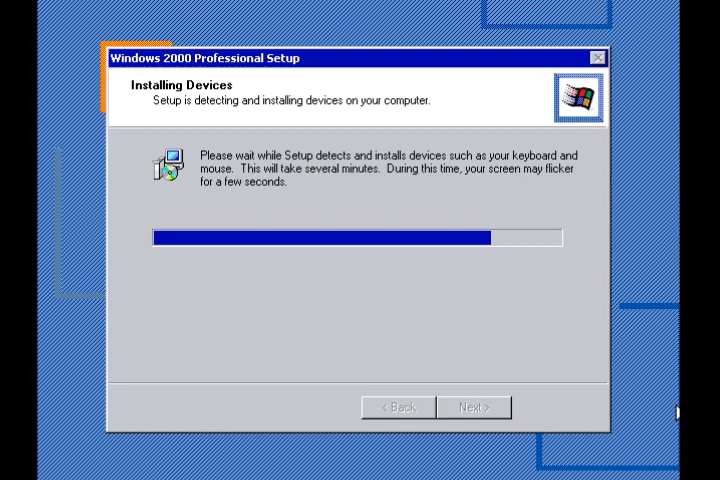 Windows 2000 Professional Setup
Installing Devices
Setup is detecting and installing devices on your computer.
Please wait while Setup detects and installs devices such as your keyboard and
mouse. This will take several minutes. During this time, your screen may flicker
for a few seconds.
< Back
Next >